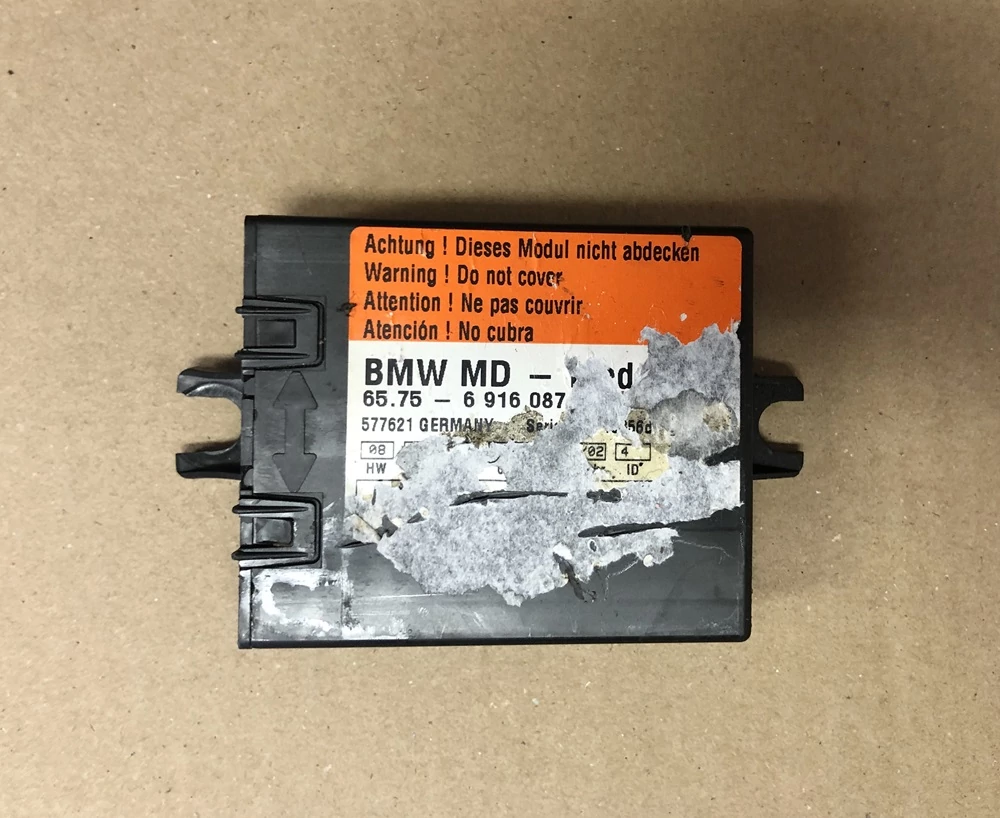 Achtung ! Dieses Modul nicht abdecken
Warning ! Do not cover
Attention ! Ne pas couvrir
Atención ! No cubra
BMW MD –
65.75 – 6 916 087
577621 GERMANY
08 02 4
HW ID